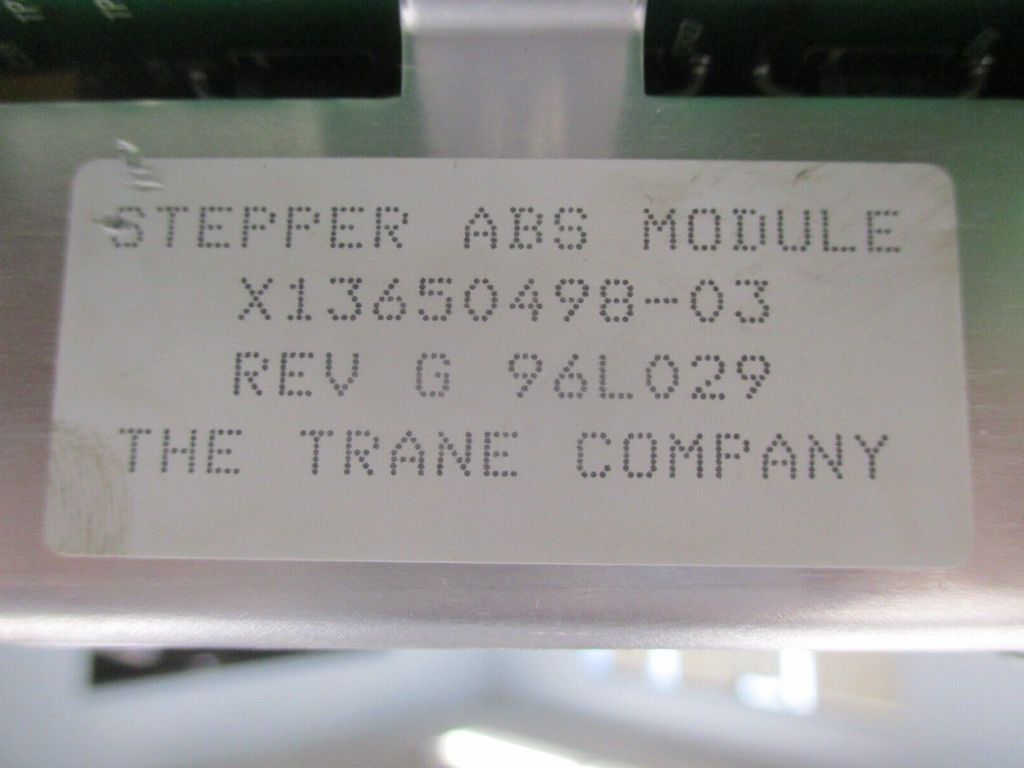 STEPPER ABS MODULE
X13650498-03
REV G 96L029
THE TRANE COMPANY